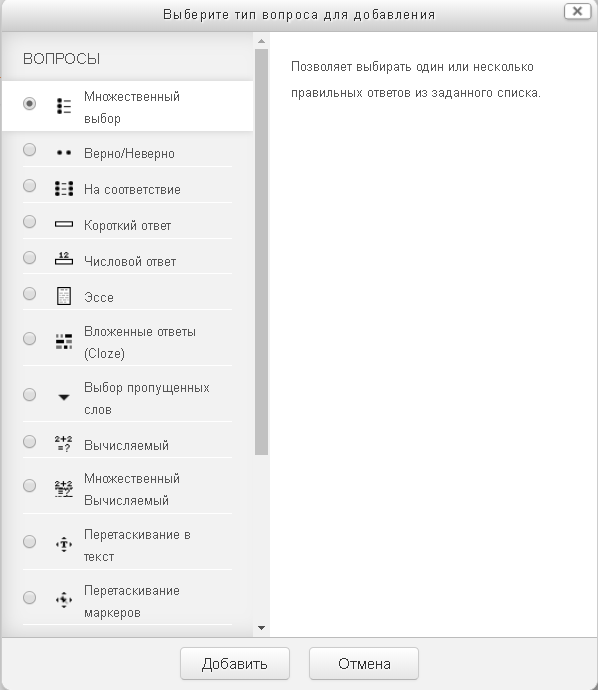 Выберите тип вопроса для добавления
ВОПРОСЫ
Множественный
выбор
Верно/Неверно
На соответствие
Короткий ответ
12
Числовой ответ
Эссе
Вложенные ответы
(Cloze)
Выбор пропущенных
слов
2+2
=?
Вычисляемый
2+2
=?
Множественный
Вычисляемый
T
Перетаскивание в
текст
Перетаскивание
маркеров
Позволяет выбирать один или несколько
правильных ответов из заданного списка.
Добавить
Отмена